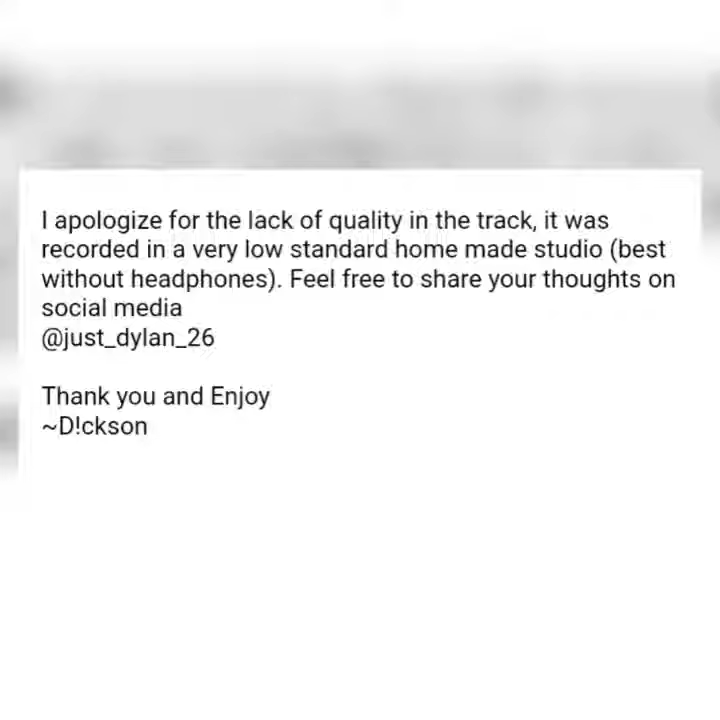 I apologize for the lack of quality in the track, it was
recorded in a very low standard home made studio (best
without headphones). Feel free to share your thoughts on
social media
@just_dylan_26
Thank you and Enjoy
~D!ckson